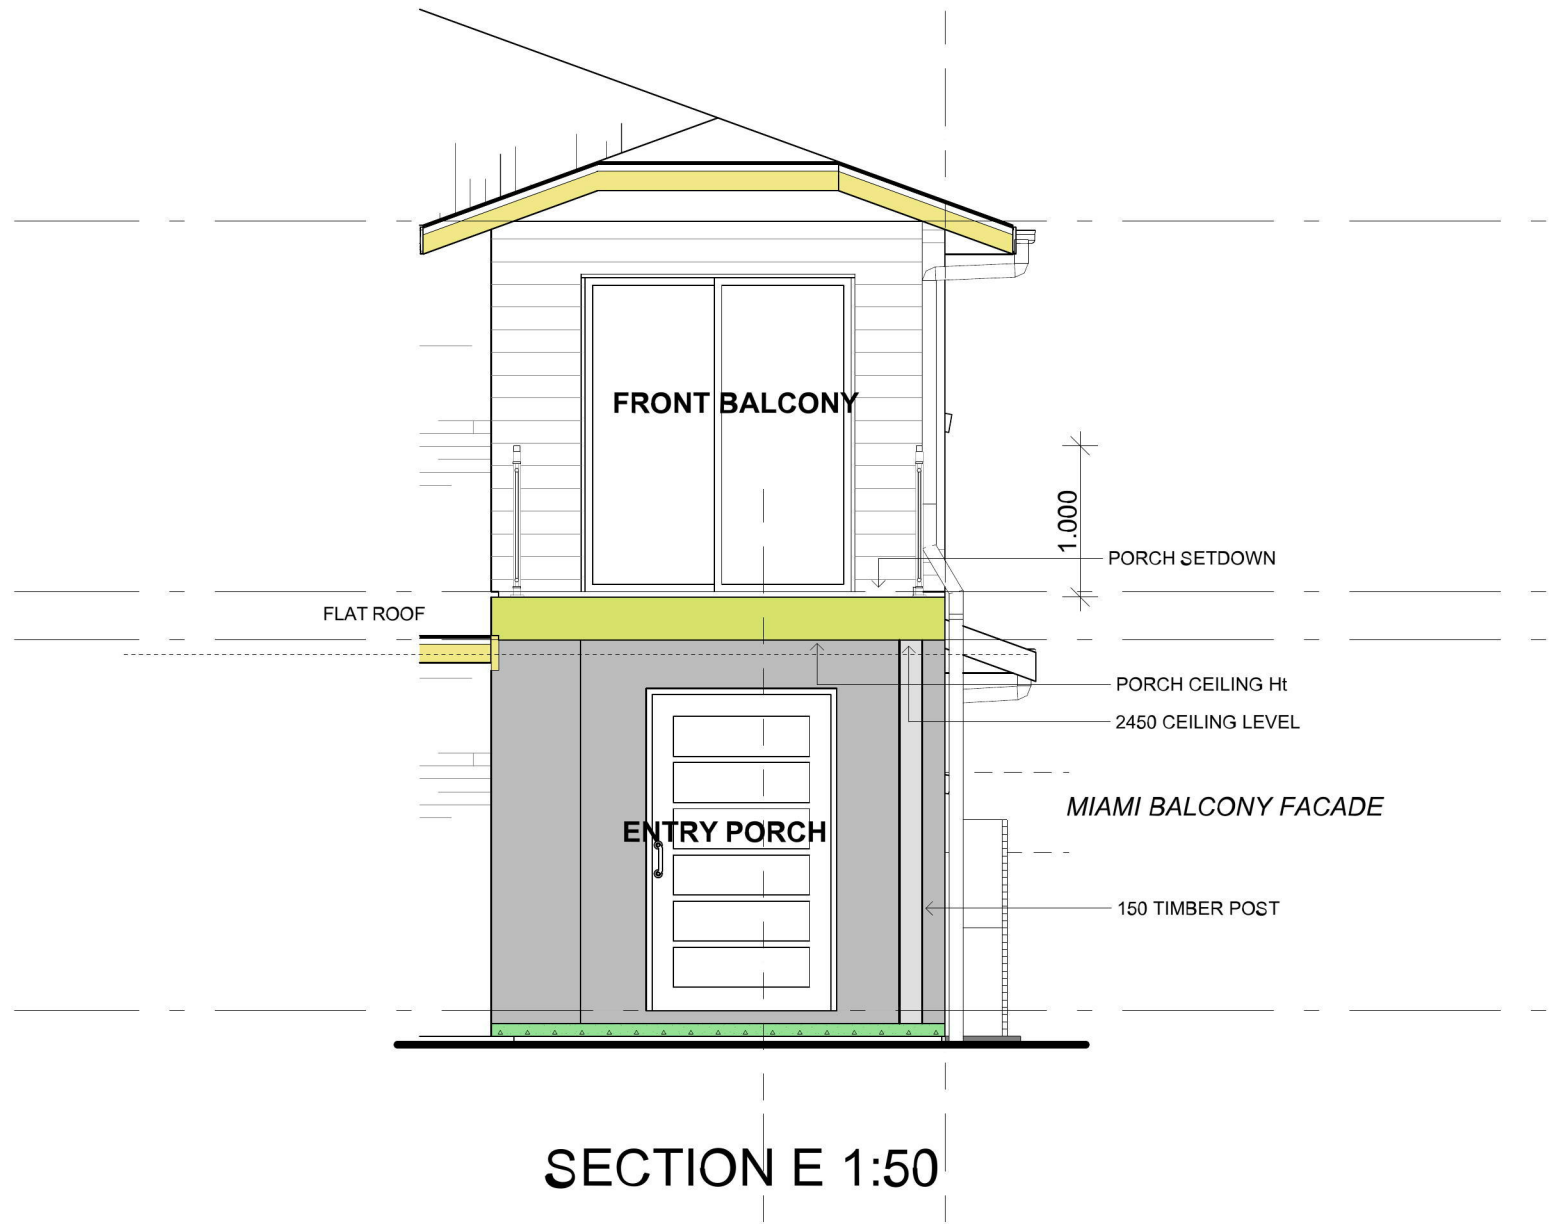 FRONT BALCONY
1.000
PORCH SETDOWN
FLAT ROOF
PORCH CEILING Ht
2450 CEILING LEVEL
MIAMI BALCONY FACADE
ENTRY PORCH
150 TIMBER POST
SECTION E 1:50